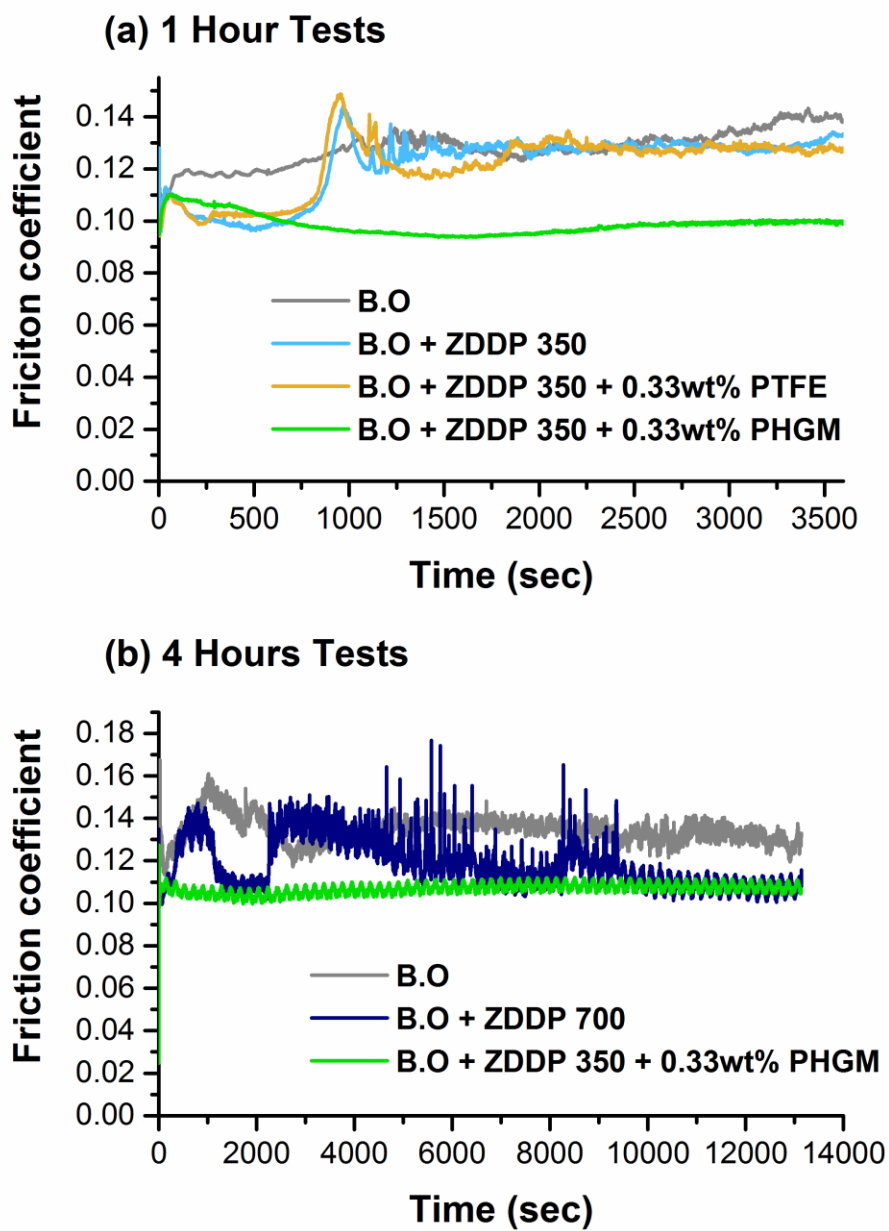 (a) 1 Hour Tests
Friciton coefficient
0.14
0.12
0.10
0.08
0.06
0.04
0.02
0.00
B.O
B.O + ZDDP 350
B.O + ZDDP 350 + 0.33wt% PTFE
B.O + ZDDP 350 + 0.33wt% PHGM
0 500 1000 1500 2000 2500 3000 3500
Time (sec)
(b) 4 Hours Tests
Friction coefficient
0.18
0.16
0.14
0.12
0.10
0.08
0.06
0.04
0.02
0.00
B.O
B.O + ZDDP 700
B.O + ZDDP 350 + 0.33wt% PHGM
0 2000 4000 6000 8000 10000 12000 14000
Time (sec)